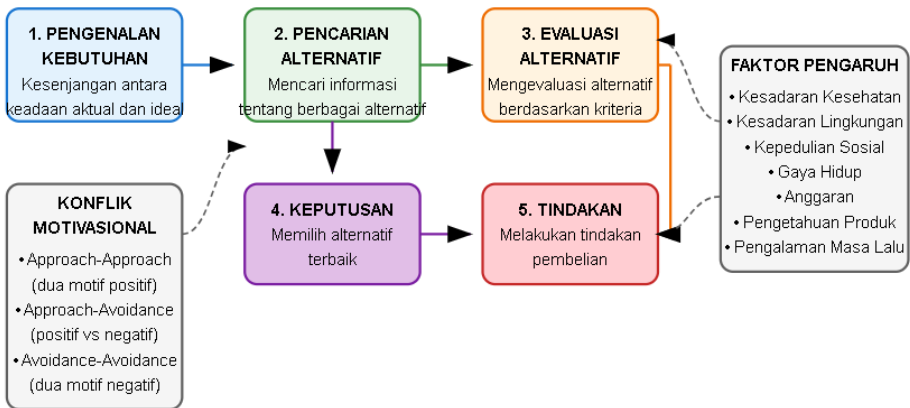 1. PENGENALAN
KEBUTUHAN
Kesenjangan antara
keadaan aktual dan ideal
2. PENCARIAN
ALTERNATIF
Mencari informasi
tentang berbagai alternatif
3. EVALUASI
ALTERNATIF
Mengevaluasi alternatif
berdasarkan kriteria
FAKTOR PENGARUH
• Kesadaran Kesehatan
• Kesadaran Lingkungan
• Kepedulian Sosial
• Gaya Hidup
• Anggaran
• Pengetahuan Produk
• Pengalaman Masa Lalu
KONFLIK
MOTIVASIONAL
• Approach-Approach
(dua motif positif)
• Approach-Avoidance
(positif vs negatif)
• Avoidance-Avoidance
(dua motif negatif)
4. KEPUTUSAN
Memilih alternatif
terbaik
5. TINDAKAN
Melakukan tindakan
pembelian